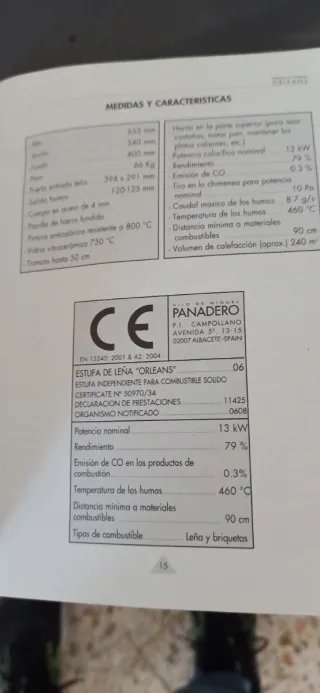 ORLEANS
MEDIDAS Y CARACTERISTICAS
- Alto 855 mm
- Ancho 540 mm
- Fondo 400 mm
- Peso 66 Kg
- Puerta entrada leña 394 x 291 mm
- Salida humos 120-125 mm
- Cuerpo en acero de 4 mm
- Parrilla de hierro fundido
- Pintura anticalórica resistente a 800 °C
- Vidrio vitrocerámico 750 °C
- Troncos hasta 50 cm
- Horno en la parte superior (para asar
castañas, tostar pan, mantener los
platos calientes, etc.)
- Potencia calorífica nominal 13 kW
- Rendimiento 79 %
- Emisión de CO 0.3 %
- Tiro en la chimenea para potencia
nominal 10 Pa
- Caudal masico de los humos 8.7 g/s
- Temperatura de los humos 460 °C
- Distancia mínima a materiales
combustibles 90 cm
- Volumen de calefacción (aprox.) 240 m³
CE
EN 13240: 2001 & A2: 2004
HIJO DE MIGUEL
PANADERO
P.I. CAMPOLLANO
AVENIDA 5ª, 13-15
02007 ALBACETE-SPAIN
ESTUFA DE LEÑA "ORLEANS" 06
ESTUFA INDEPENDIENTE PARA COMBUSTIBLE SOLIDO
CERTIFICATE Nº 50970/34
DECLARACION DE PRESTACIONES 11425
ORGANISMO NOTIFICADO 0608
Potencia nominal 13 kW
Rendimiento 79 %
Emisión de CO en los productos de
combustión 0.3%
Temperatura de los humos 460 °C
Distancia mínima a materiales
combustibles 90 cm
Tipos de combustible Leña y briquetas
15